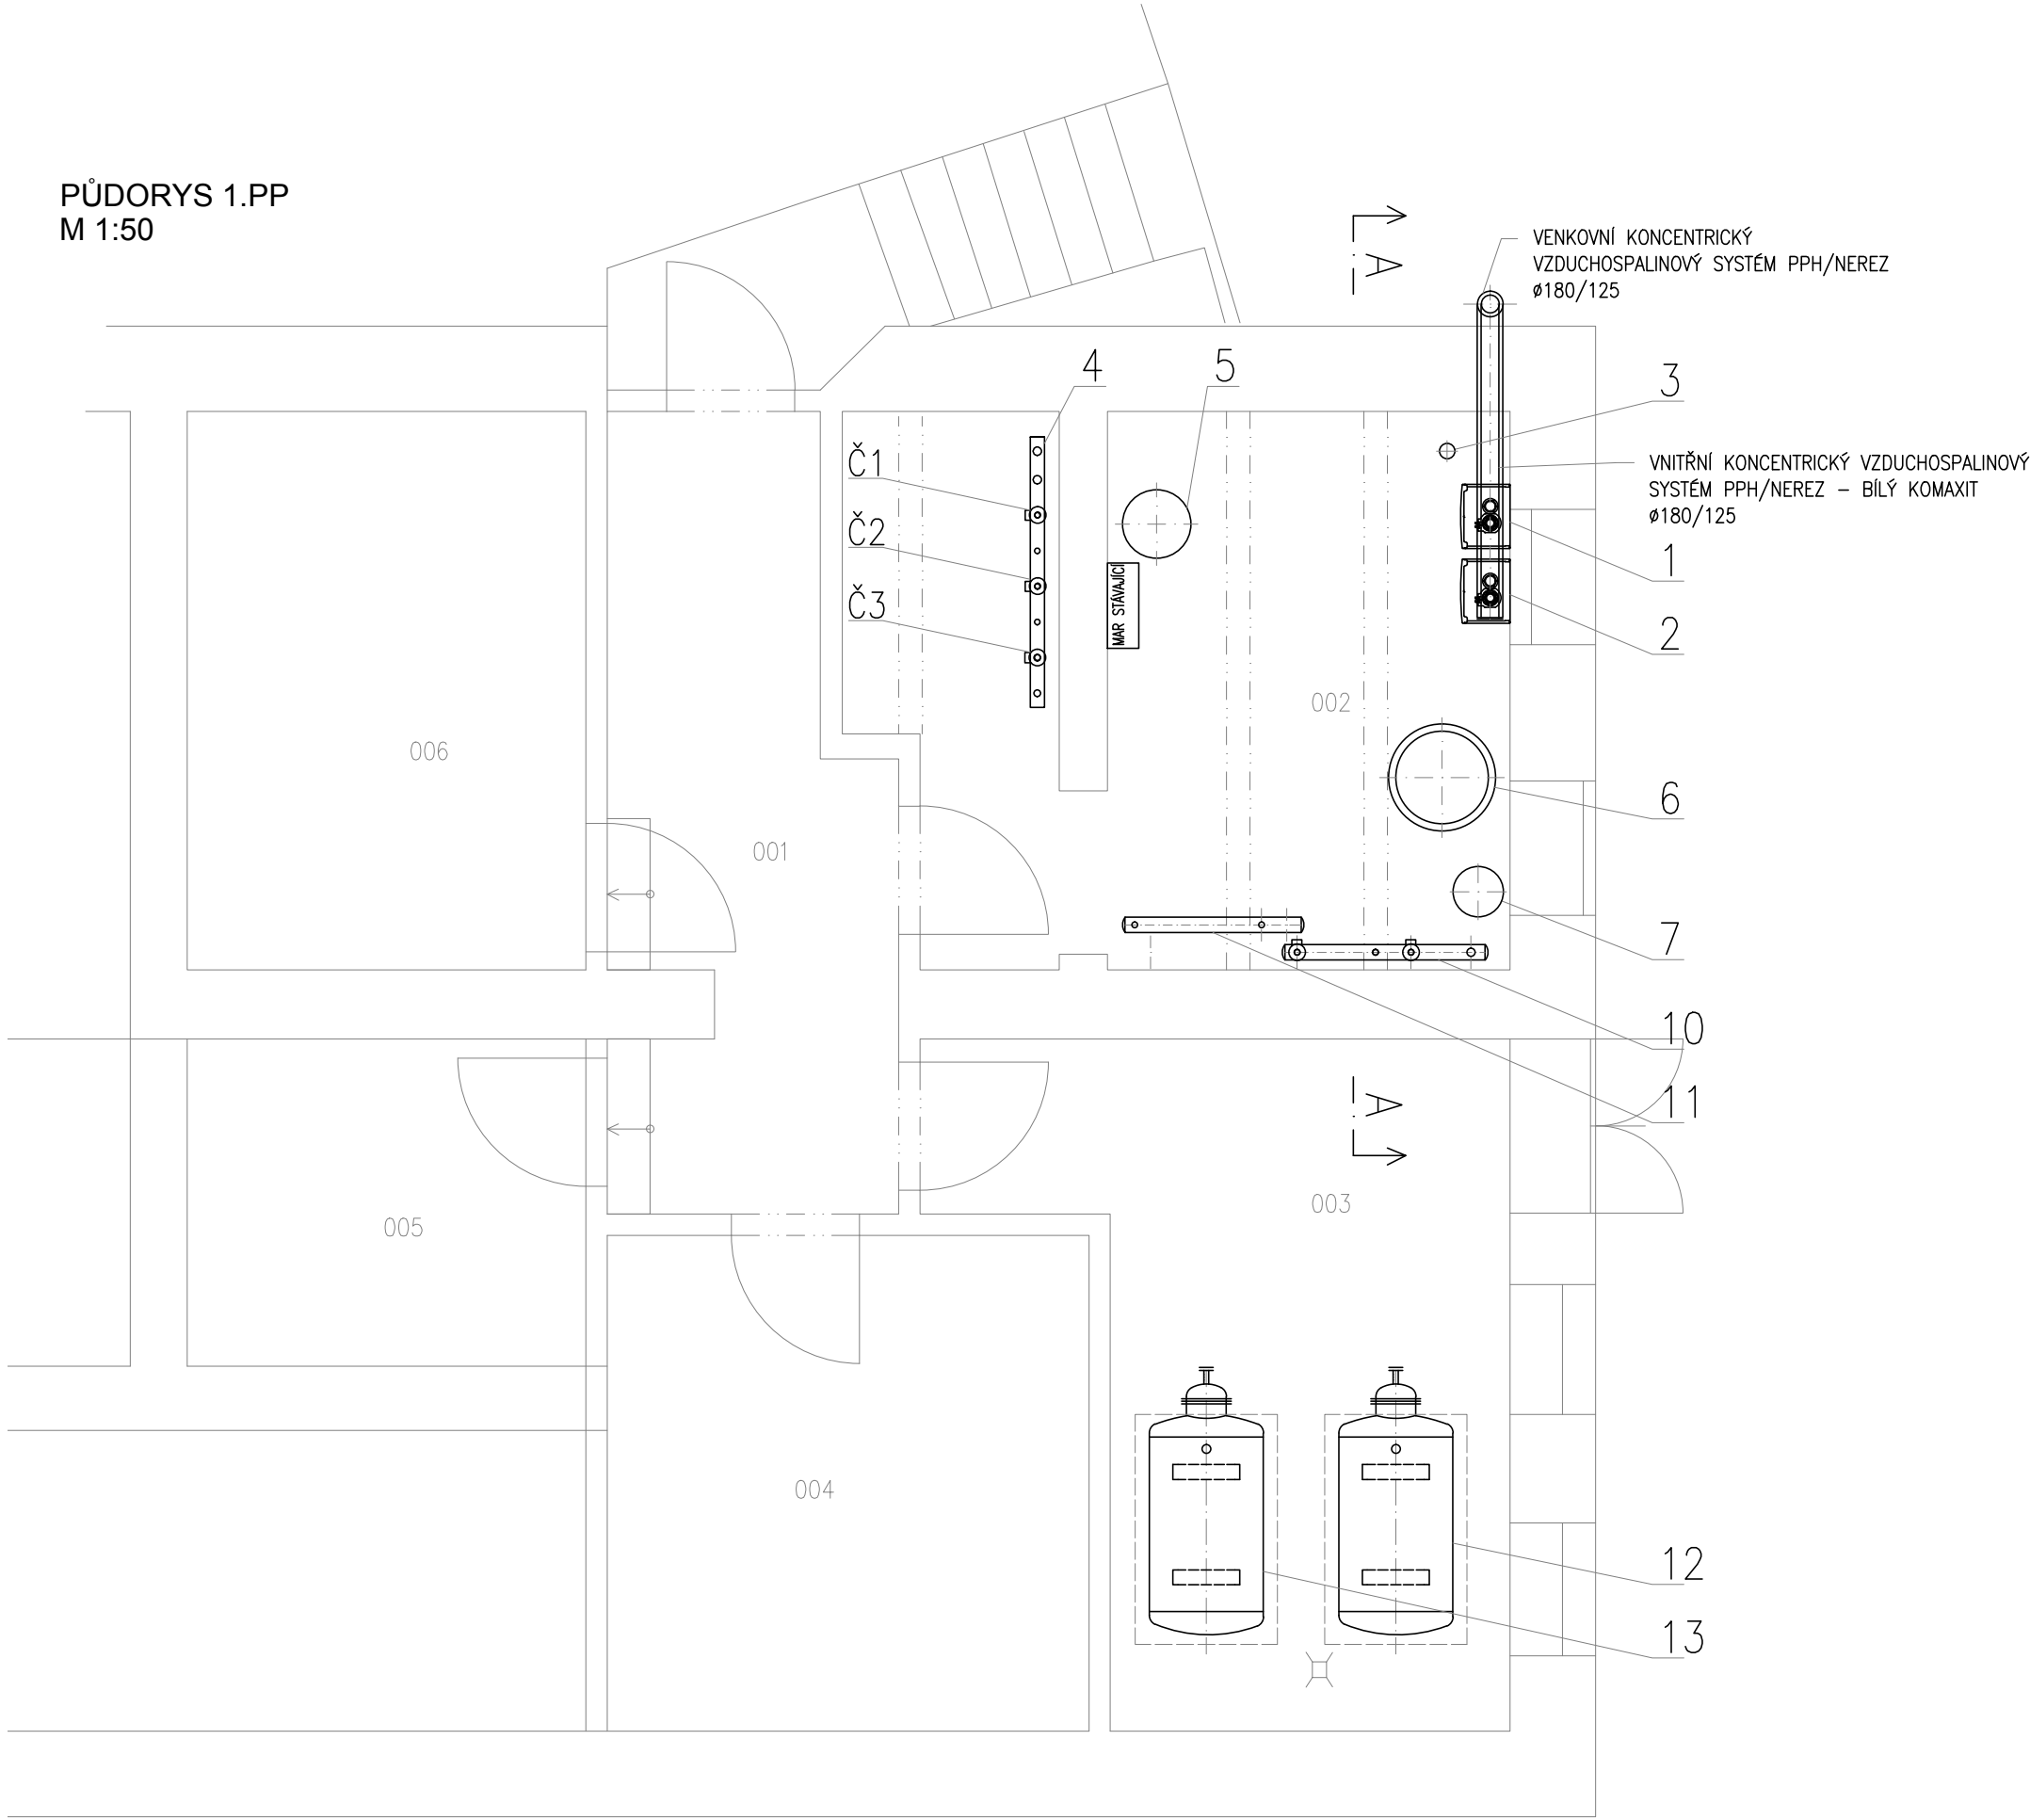 PŮDORYS 1.PP
M 1:50
A
VENKOVNÍ KONCENTRICKÝ
VZDUCHOSPALINOVÝ SYSTÉM PPH/NEREZ
ø180/125
4
5
3
Č1
VNITŘNÍ KONCENTRICKÝ VZDUCHOSPALINOVÝ
SYSTÉM PPH/NEREZ – BÍLÝ KOMAXIT
ø180/125
Č2
1
Č3
MAR STÁVAJÍCÍ
2
002
006
6
001
7
10
A
11
003
005
004
12
13